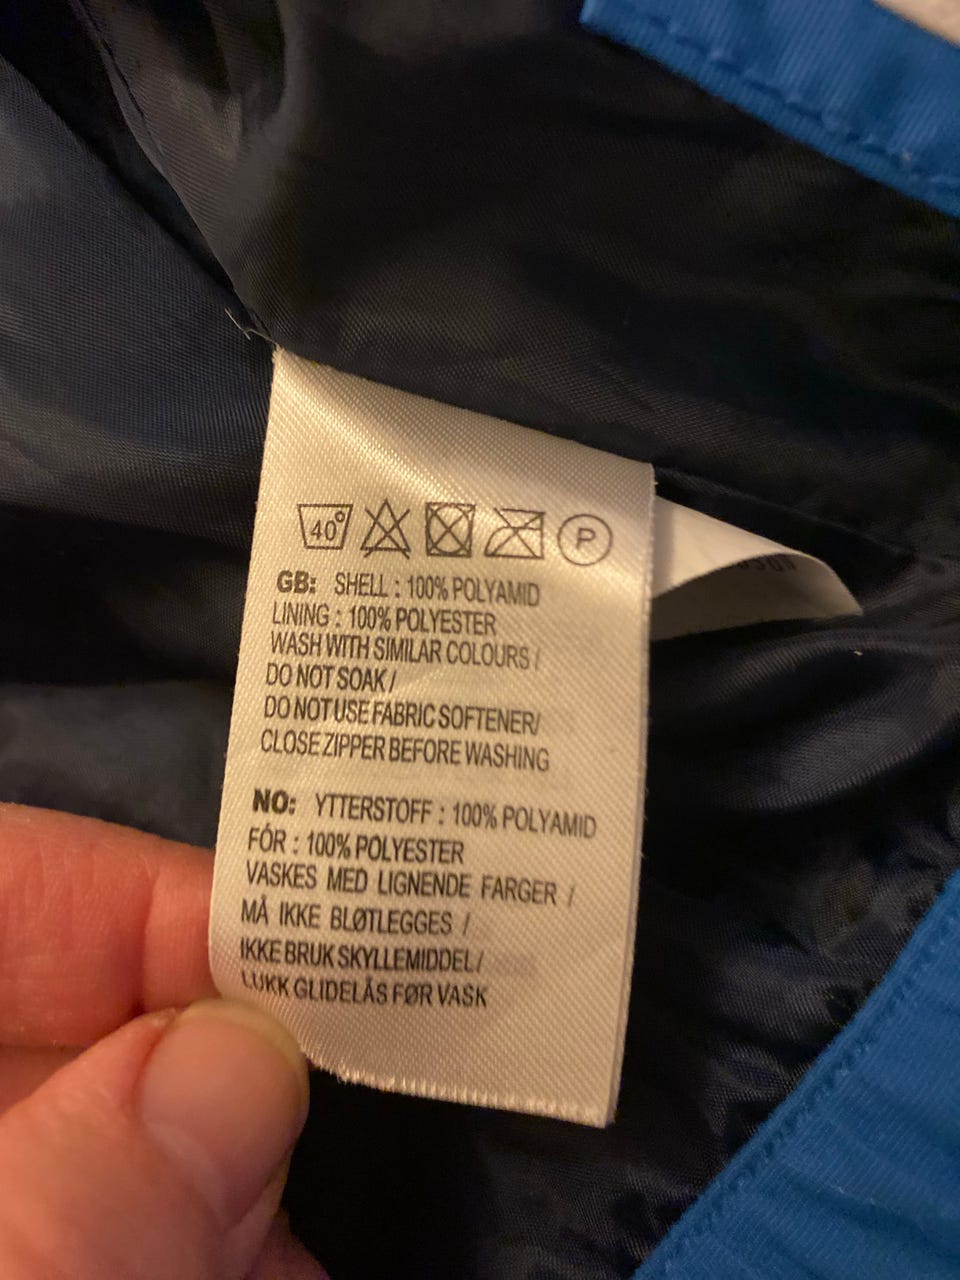 40°
P
GB: SHELL : 100% POLYAMID
LINING : 100% POLYESTER
WASH WITH SIMILAR COLOURS /
DO NOT SOAK /
DO NOT USE FABRIC SOFTENER/
CLOSE ZIPPER BEFORE WASHING
NO: YTTERSTOFF : 100% POLYAMID
FÓR : 100% POLYESTER
VASKES MED LIGNENDE FARGER /
MÅ IKKE BLØTLEGGES /
IKKE BRUK SKYLLEMIDDEL/
LUKK GLIDELÅS FØR VASK